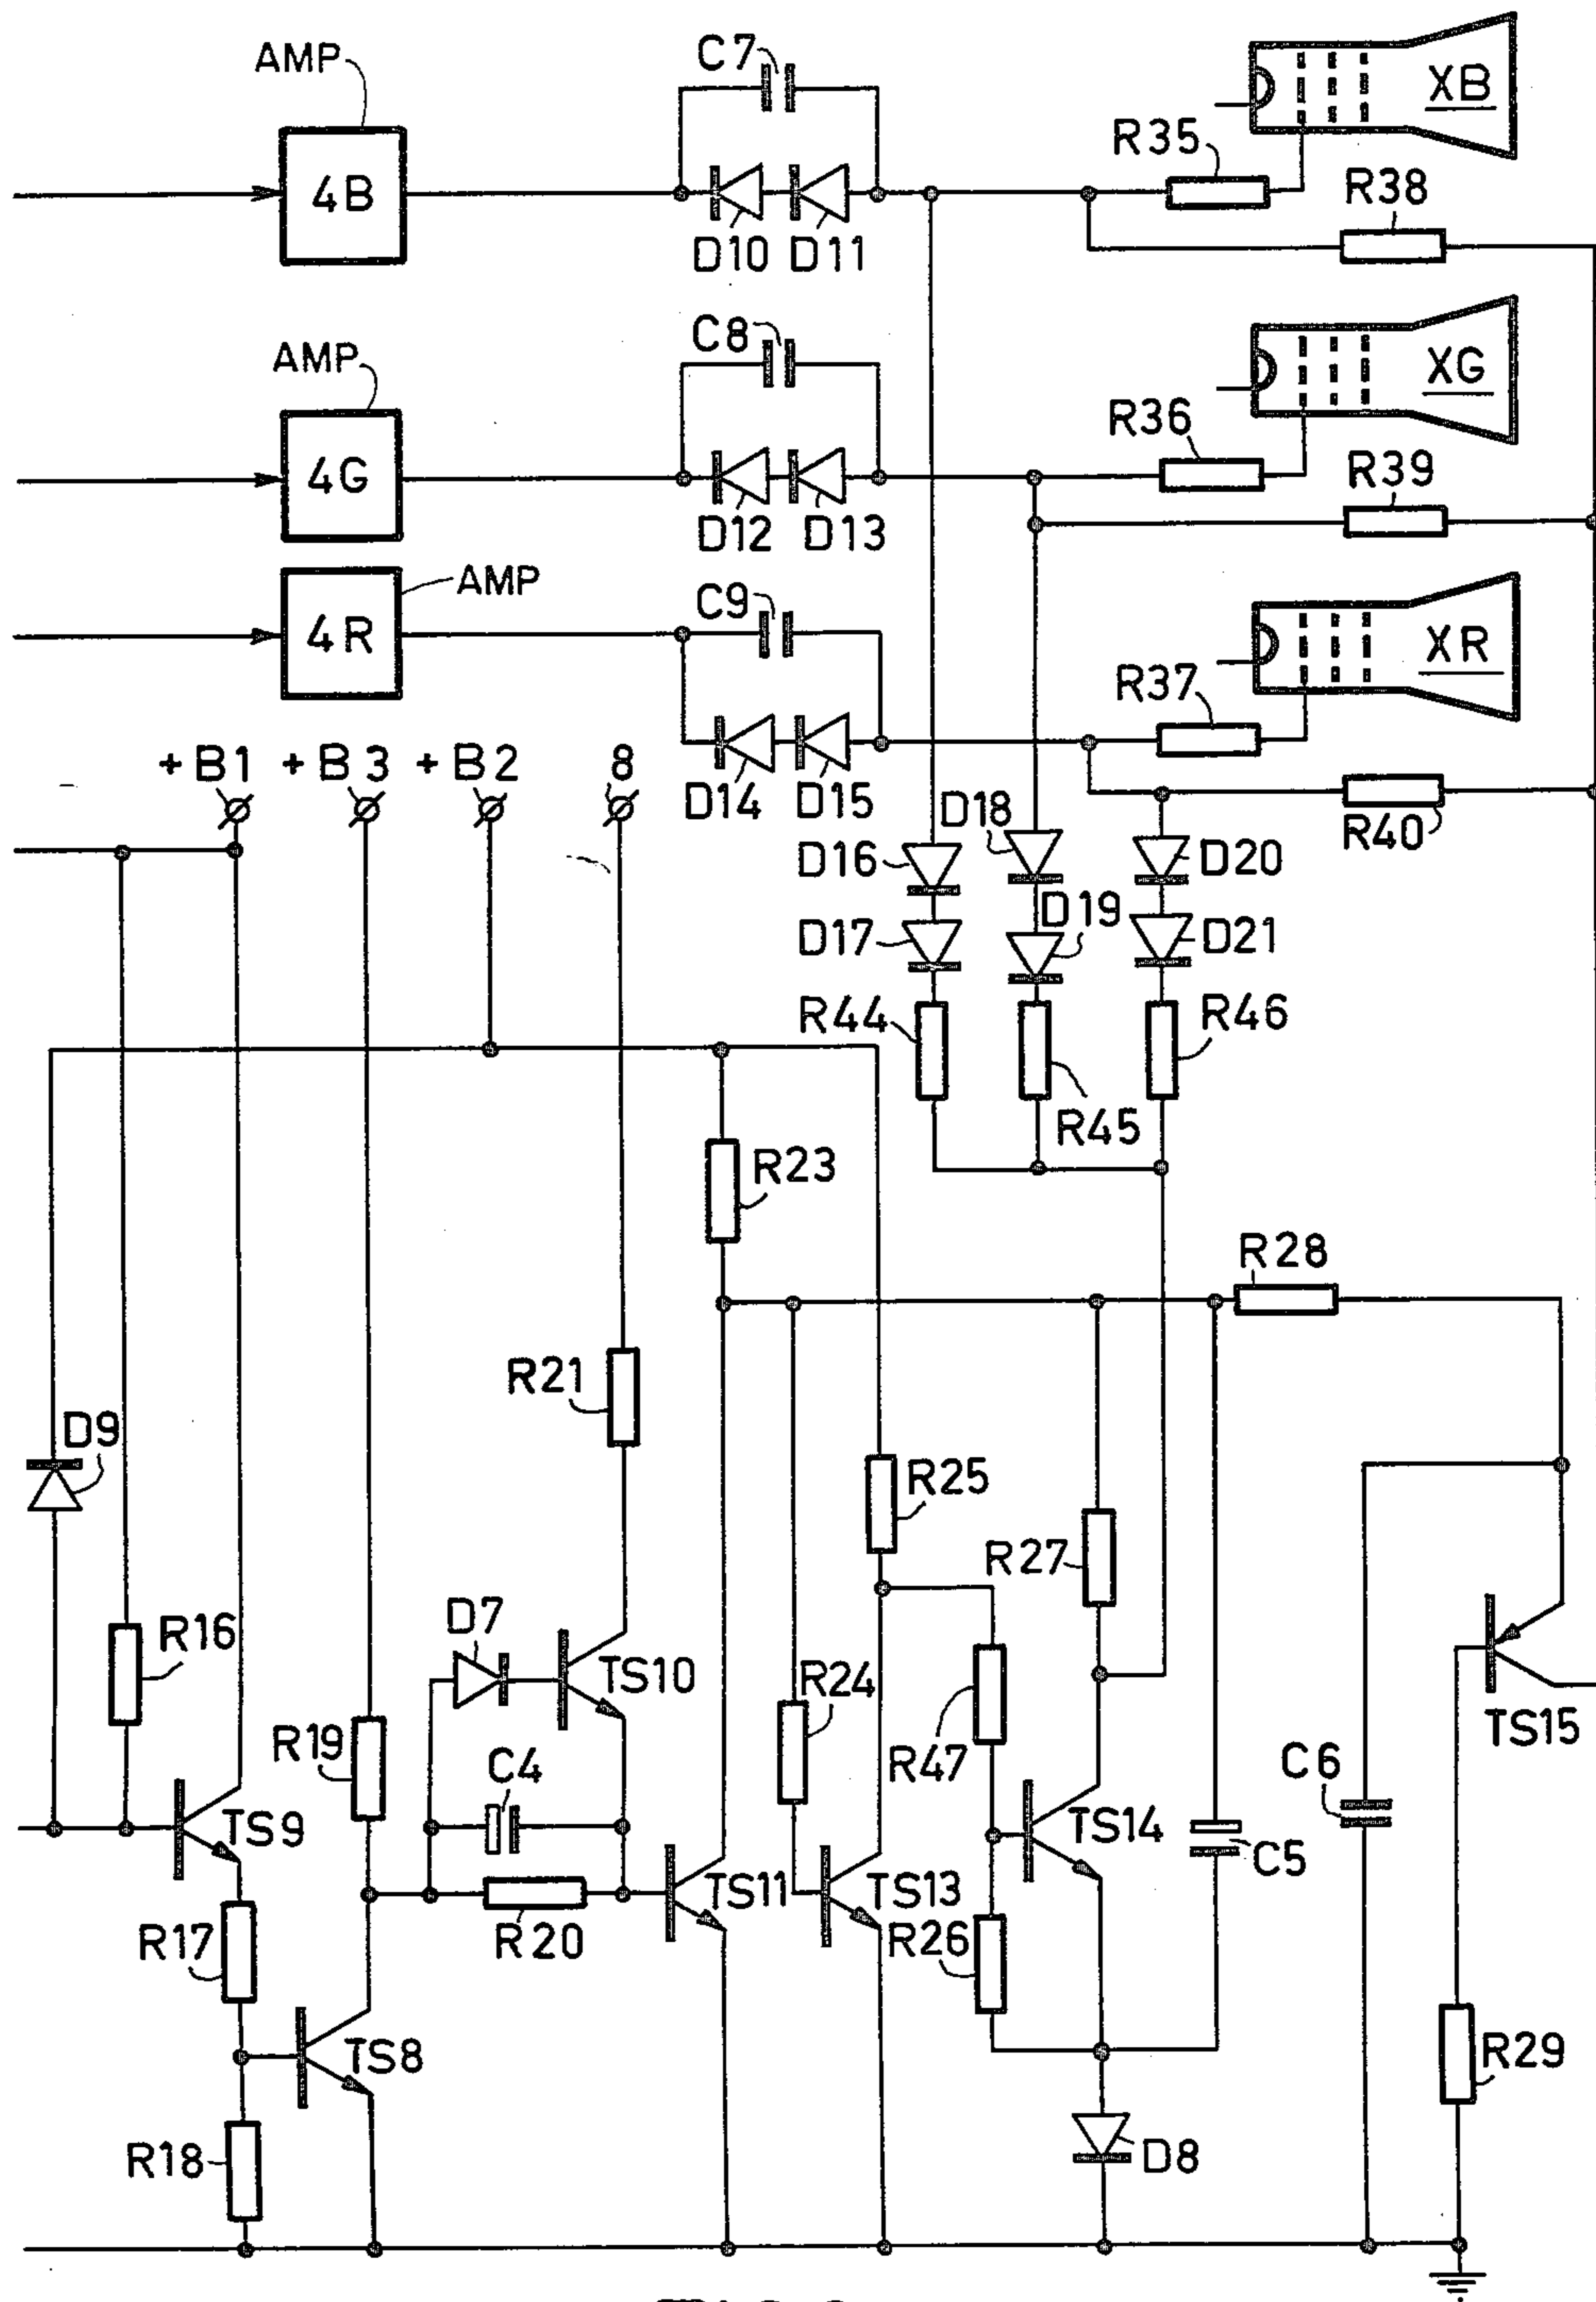 AMP
C7
XB
4B
R35
R38
D10
D11
AMP
C8
XG
4G
R36
R39
D12
D13
AMP
C9
4R
XR
R37
+B1
+B3
+B2
8
D14
D15
D18
R40
D16
D20
D19
D17
D21
R44
R46
R45
R23
R28
R21
D9
R25
R27
R16
D7
TS10
R24
R47
TS15
R19
C4
C6
TS9
TS14
C5
TS11
TS13
R17
R20
R26
TS8
R29
R18
D8